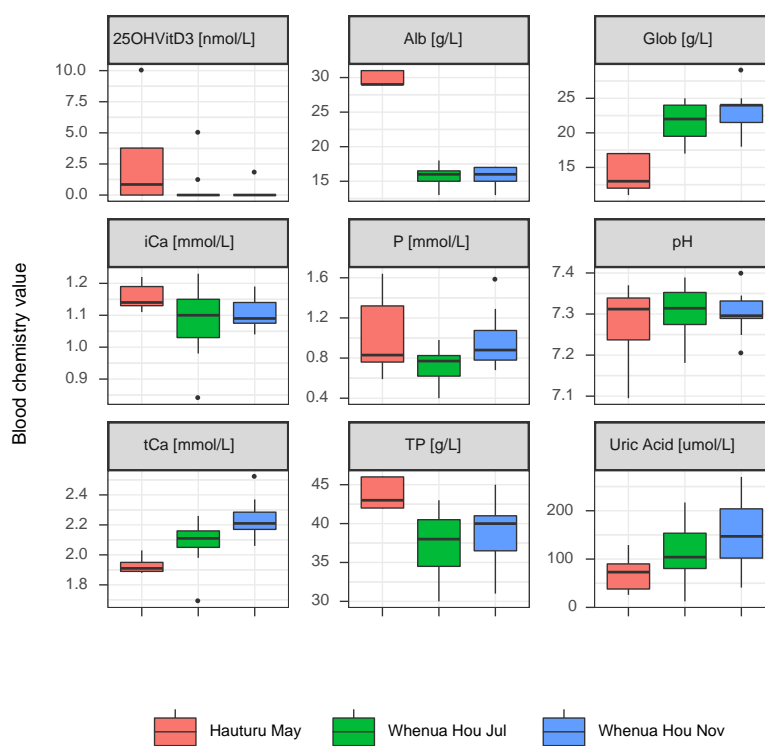 25OHVitD3 [nmol/L]
Alb [g/L]
Glob [g/L]
10.0
7.5
5.0
2.5
0.0
30
25
20
15
25
20
15
iCa [mmol/L]
P [mmol/L]
pH
1.2
1.1
1.0
0.9
1.6
1.2
0.8
0.4
7.4
7.3
7.2
7.1
tCa [mmol/L]
TP [g/L]
Uric Acid [umol/L]
2.4
2.2
2.0
1.8
45
40
35
30
200
100
0
Blood chemistry value
Hauturu May
Whenua Hou Jul
Whenua Hou Nov